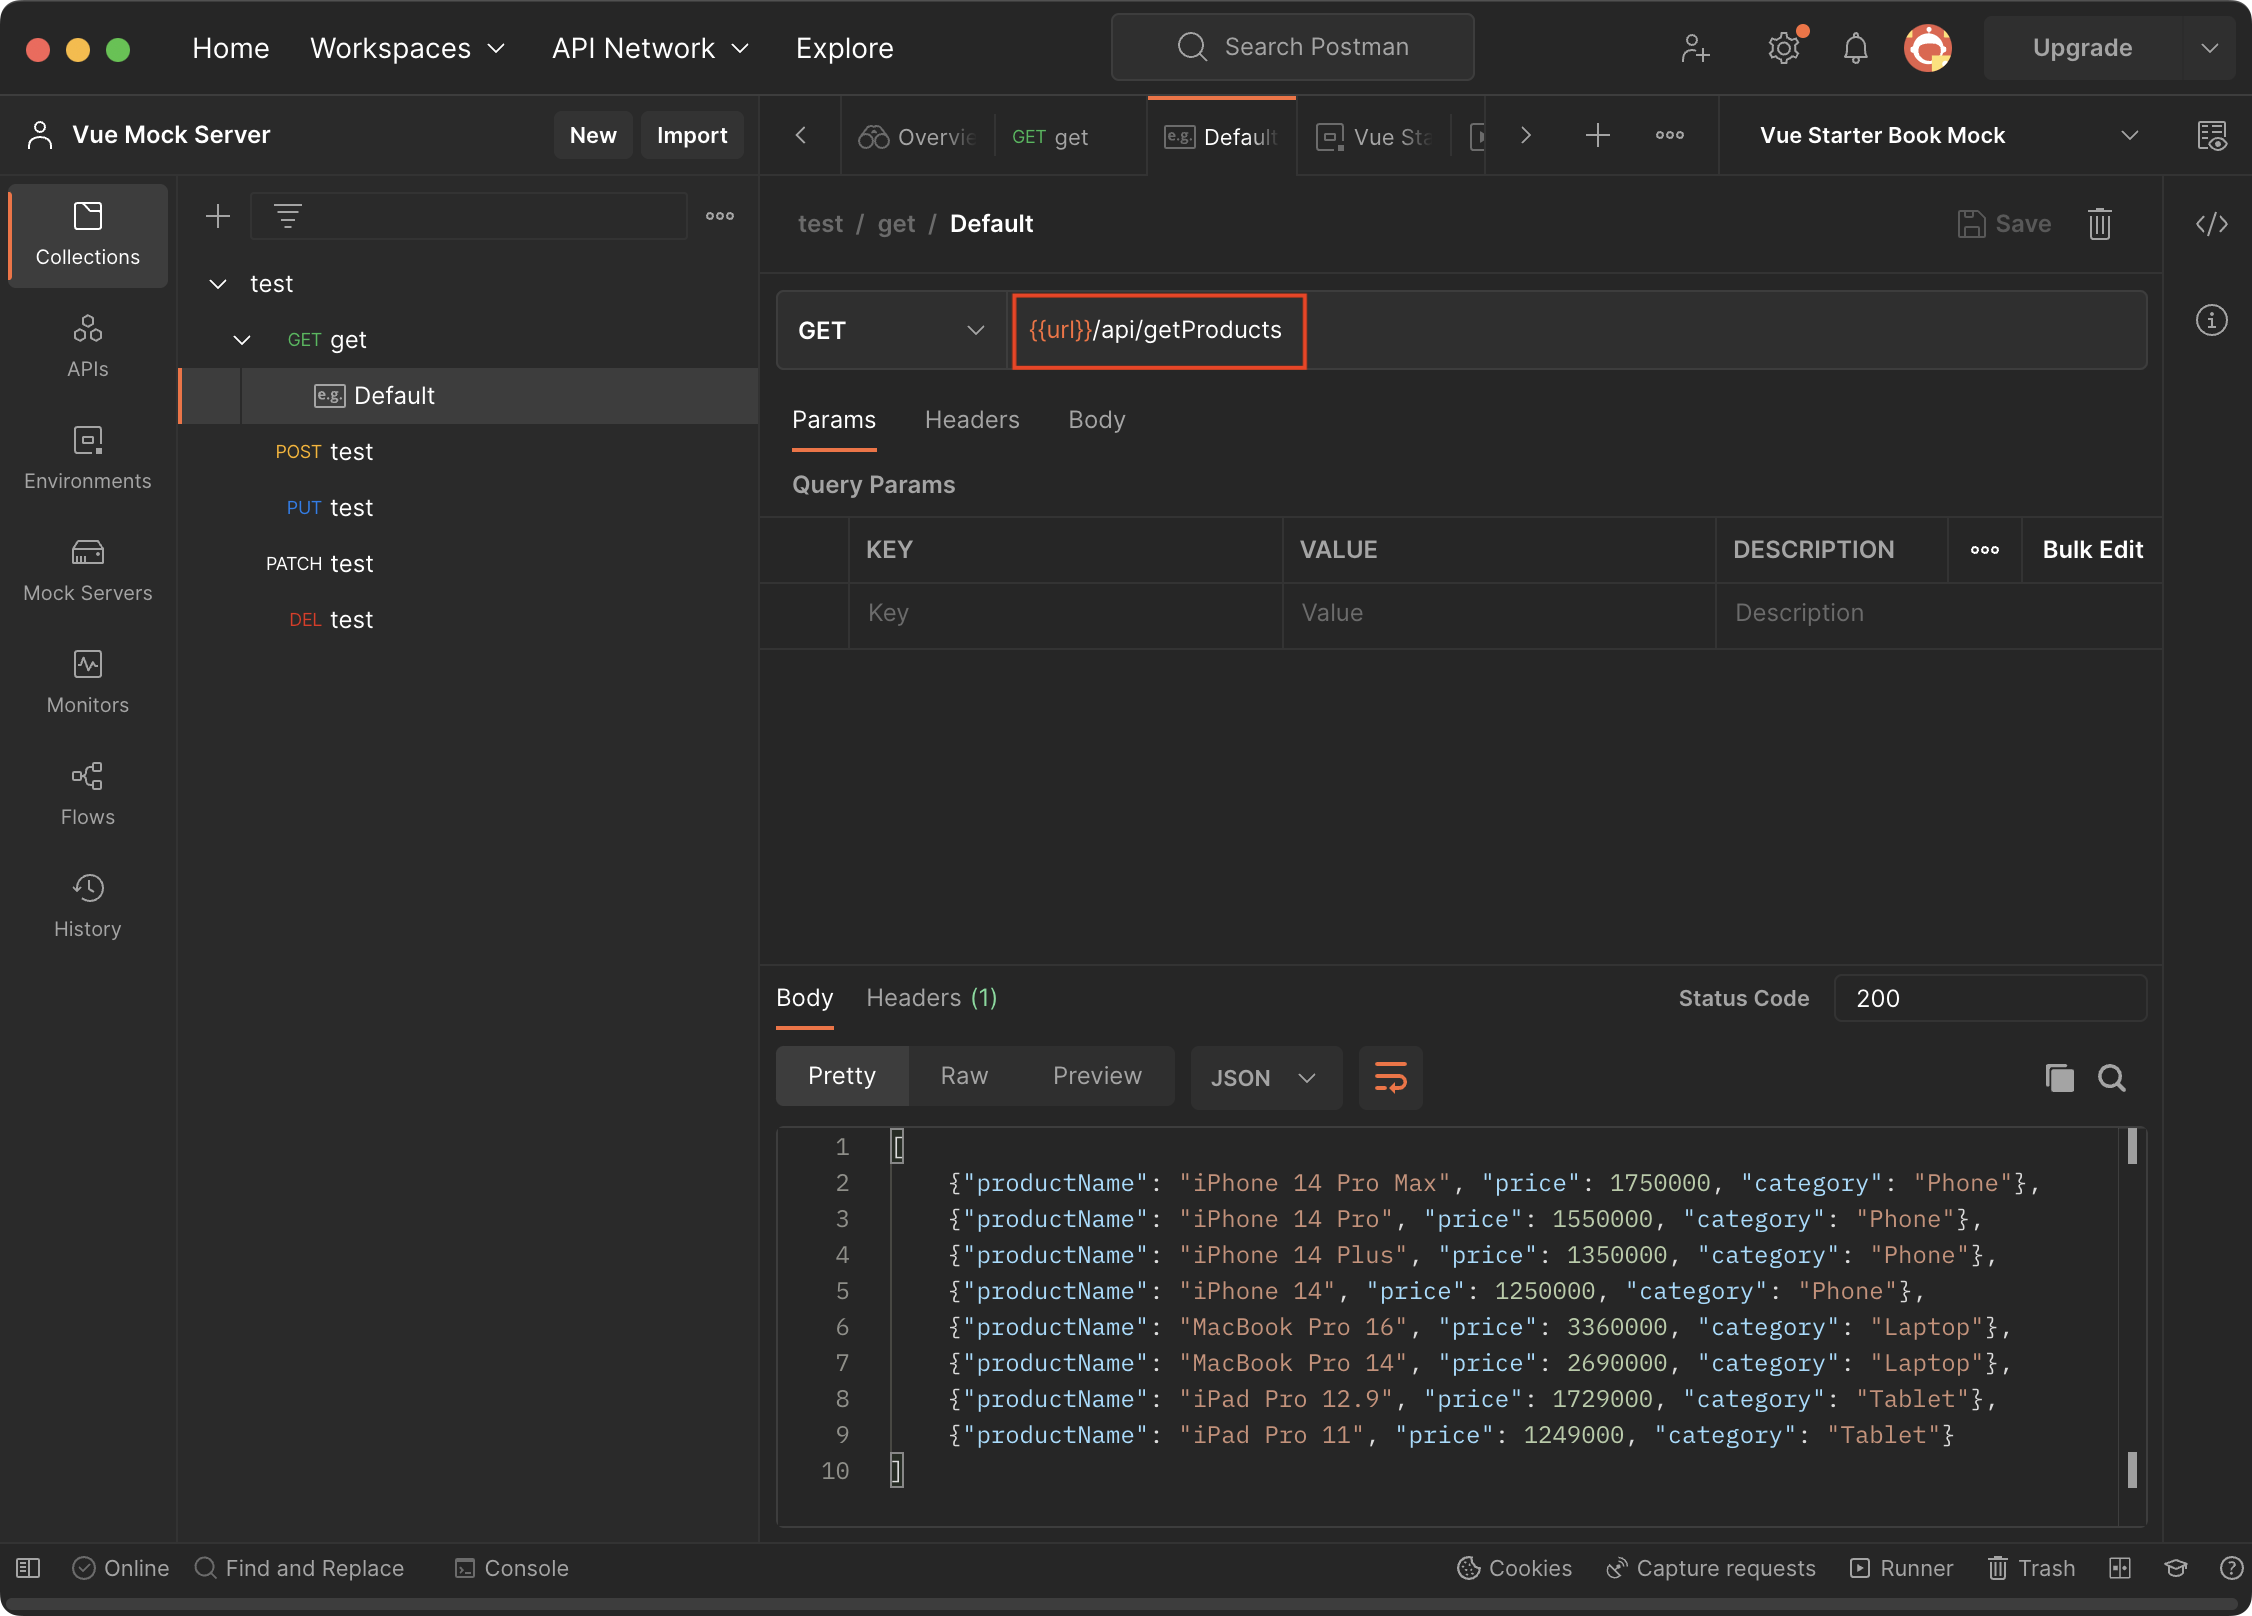 Home Workspaces API Network Explore Search Postman Upgrade
Vue Mock Server New Import
GET get Default Vue Sta Vue Starter Book Mock
Collections
APIs
Environments
Mock Servers
Monitors
Flows
History
test
GET get
e.g. Default
POST test
PUT test
PATCH test
DEL test
test / get / Default Save
GET {{url}}/api/getProducts
Params Headers Body
Query Params
KEY VALUE DESCRIPTION Bulk Edit
Key Value Description
Body Headers (1) Status Code 200
Pretty Raw Preview JSON
1 [
2 {"productName": "iPhone 14 Pro Max", "price": 1750000, "category": "Phone"},
3 {"productName": "iPhone 14 Pro", "price": 1550000, "category": "Phone"},
4 {"productName": "iPhone 14 Plus", "price": 1350000, "category": "Phone"},
5 {"productName": "iPhone 14", "price": 1250000, "category": "Phone"},
6 {"productName": "MacBook Pro 16", "price": 3360000, "category": "Laptop"},
7 {"productName": "MacBook Pro 14", "price": 2690000, "category": "Laptop"},
8 {"productName": "iPad Pro 12.9", "price": 1729000, "category": "Tablet"},
9 {"productName": "iPad Pro 11", "price": 1249000, "category": "Tablet"}
10 ]
Online Find and Replace Console Cookies Capture requests Runner Trash